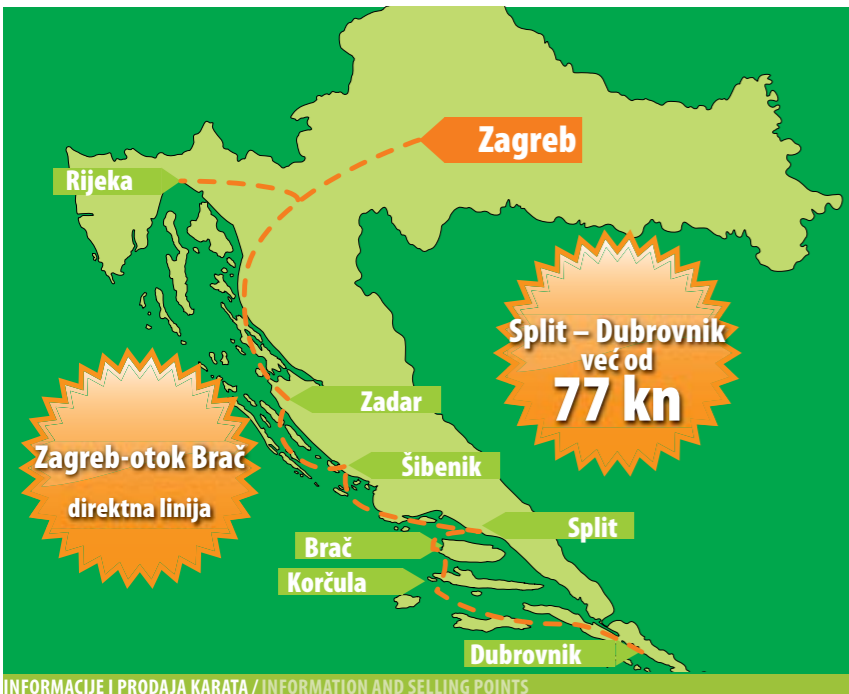 Zagreb
Rijeka
Split – Dubrovnik
već od
77 kn
Zadar
Zagreb-otok Brač
direktna linija
Šibenik
Split
Brač
Korčula
Dubrovnik
INFORMACIJE I PRODAJA KARATA / INFORMATION AND SELLING POINTS